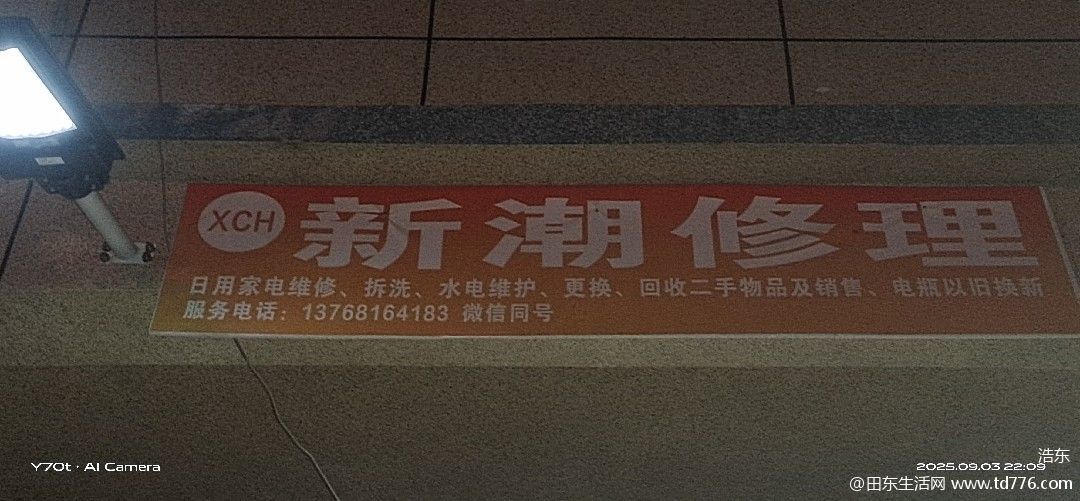 XCH 新潮修理
日用家电维修、拆洗、水电维护、更换、回收二手物品及销售、电瓶以旧换新
服务电话：13768164183 微信同号
浩东
Y70t · AI Camera
2025.09.03 22:09
@田东生活网 www.td776.com